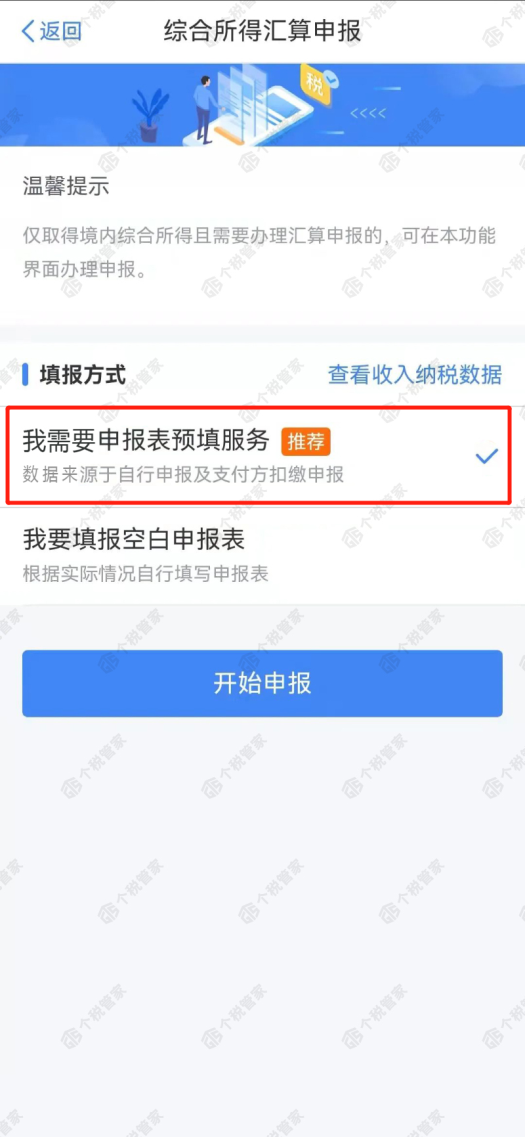 返回
综合所得汇算申报
税
温馨提示
仅取得境内综合所得且需要办理汇算申报的，可在本功能
界面办理申报。
填报方式
查看收入纳税数据
我需要申报表预填服务 推荐
数据来源于自行申报及支付方扣缴申报
我要填报空白申报表
根据实际情况自行填写申报表
开始申报
个税管家